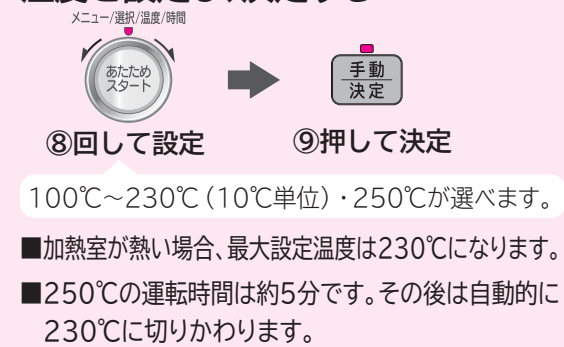 メニュー/選択/温度/時間
あたため
スタート
手動
決定
⑧回して設定
⑨押して決定
100℃～230℃(10℃単位)・250℃が選べます。
■加熱室が熱い場合、最大設定温度は230℃になります。
■250℃の運転時間は約5分です。その後は自動的に
230℃に切りかわります。